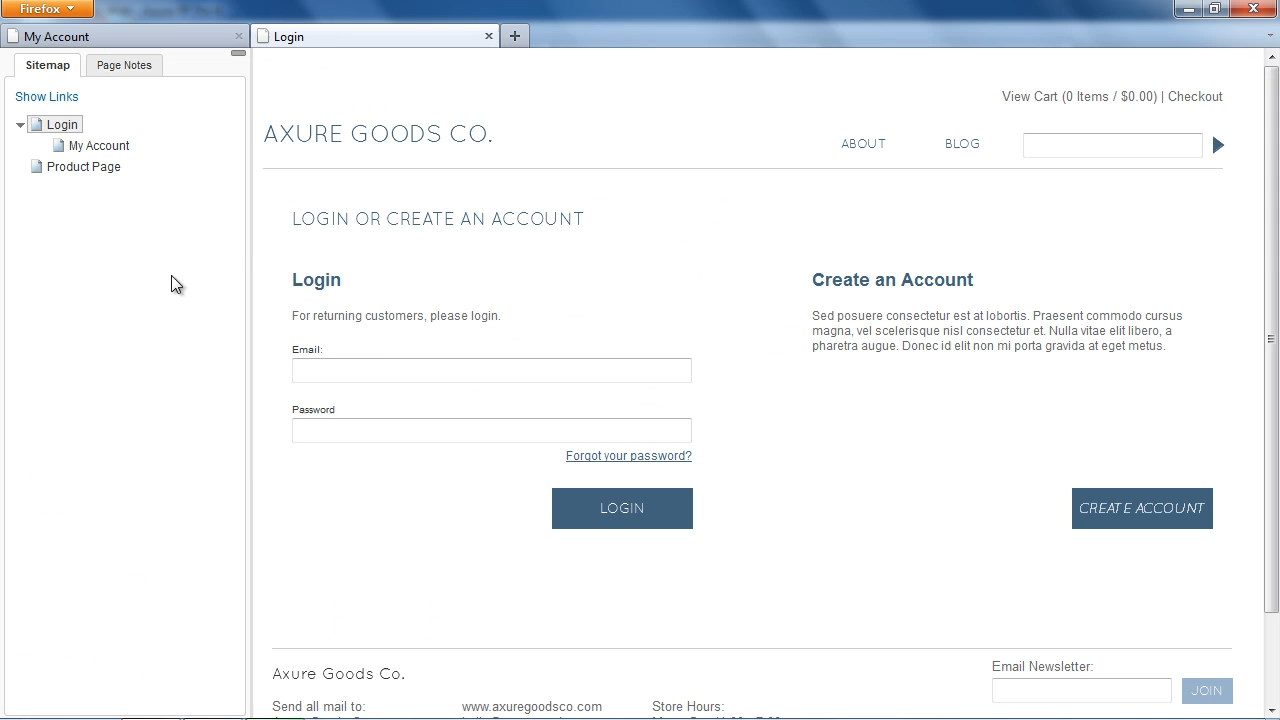 Firefox
My Account
Login
Sitemap
Page Notes
Show Links
Login
My Account
Product Page
View Cart (0 Items / $0.00) | Checkout
AXURE GOODS CO.
ABOUT
BLOG
LOGIN OR CREATE AN ACCOUNT
Login
For returning customers, please login.
Email:
Password
Forgot your password?
LOGIN
Create an Account
Sed posuere consectetur est at lobortis. Praesent commodo cursus
magna, vel scelerisque nisl consectetur et. Nulla vitae elit libero, a
pharetra augue. Donec id elit non mi porta gravida at eget metus.
CREATE ACCOUNT
Axure Goods Co.
Send all mail to:
www.axuregoodsco.com
Store Hours:
Email Newsletter:
JOIN